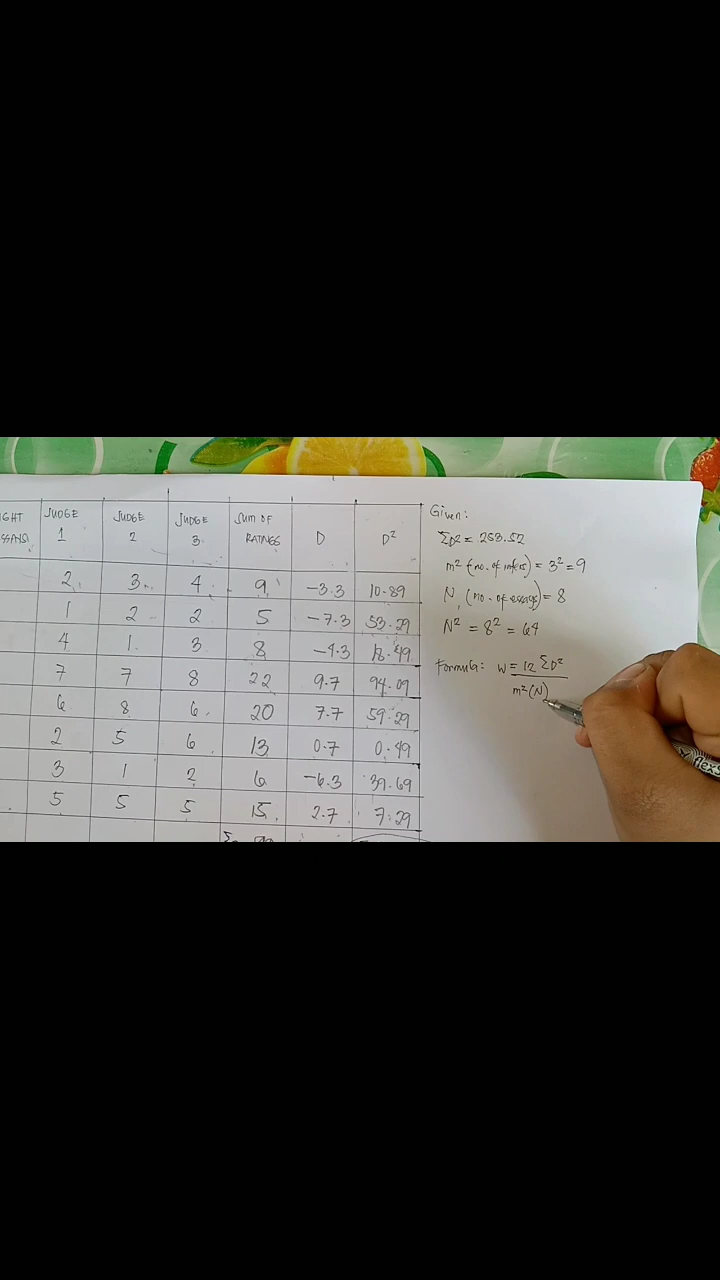 IGHT JUDGE 1 JUDGE 2 JUDGE 3 SUM OF RATINGS D D²
2 3 4 9 -3.3 10.89
1 2 2 5 -7.3 53.29
4 1 3 8 -4.3 18.49
7 7 8 22 9.7 94.09
6 8 6 20 7.7 59.29
2 5 6 13 0.7 0.49
3 1 2 6 -6.3 39.69
5 5 5 15 2.7 7.29
Given:
ΣD² = 283.52
m² (no. of raters) = 3² = 9
N (no. of essays) = 8
N² = 8² = 64
Formula: W = 12 ΣD²
m² (N)